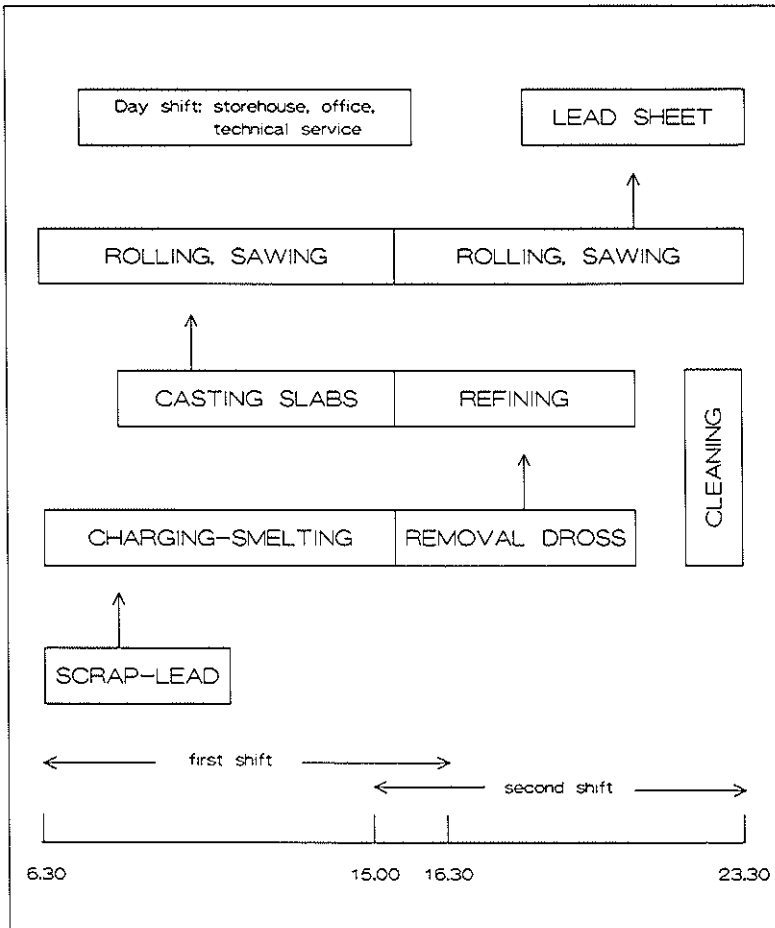 Day shift: storehouse, office,
technical service
LEAD SHEET
ROLLING, SAWING
ROLLING, SAWING
CASTING SLABS
REFINING
CLEANING
CHARGING-SMELTING
REMOVAL DROSS
SCRAP-LEAD
first shift
second shift
6.30
15.00
16.30
23.30